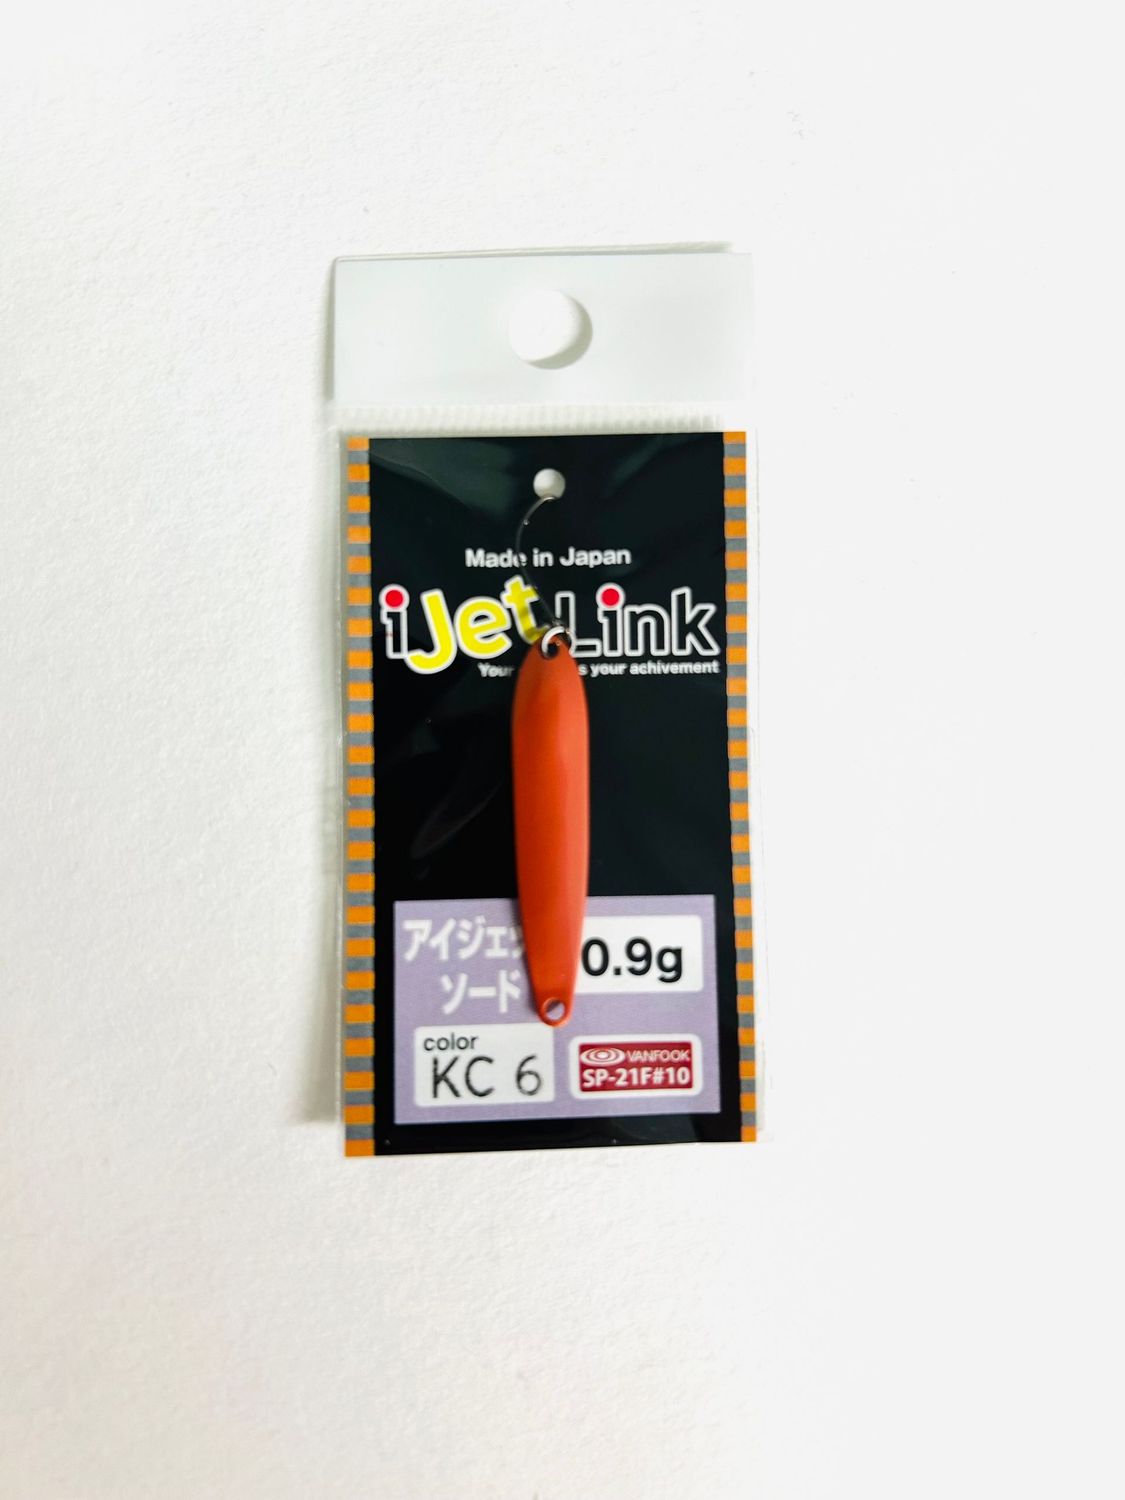 Made in Japan
iJet Link
Your s your achivement
アイジェッ
ソード
0.9g
color
KC 6
VANFOOK
SP-21F#10